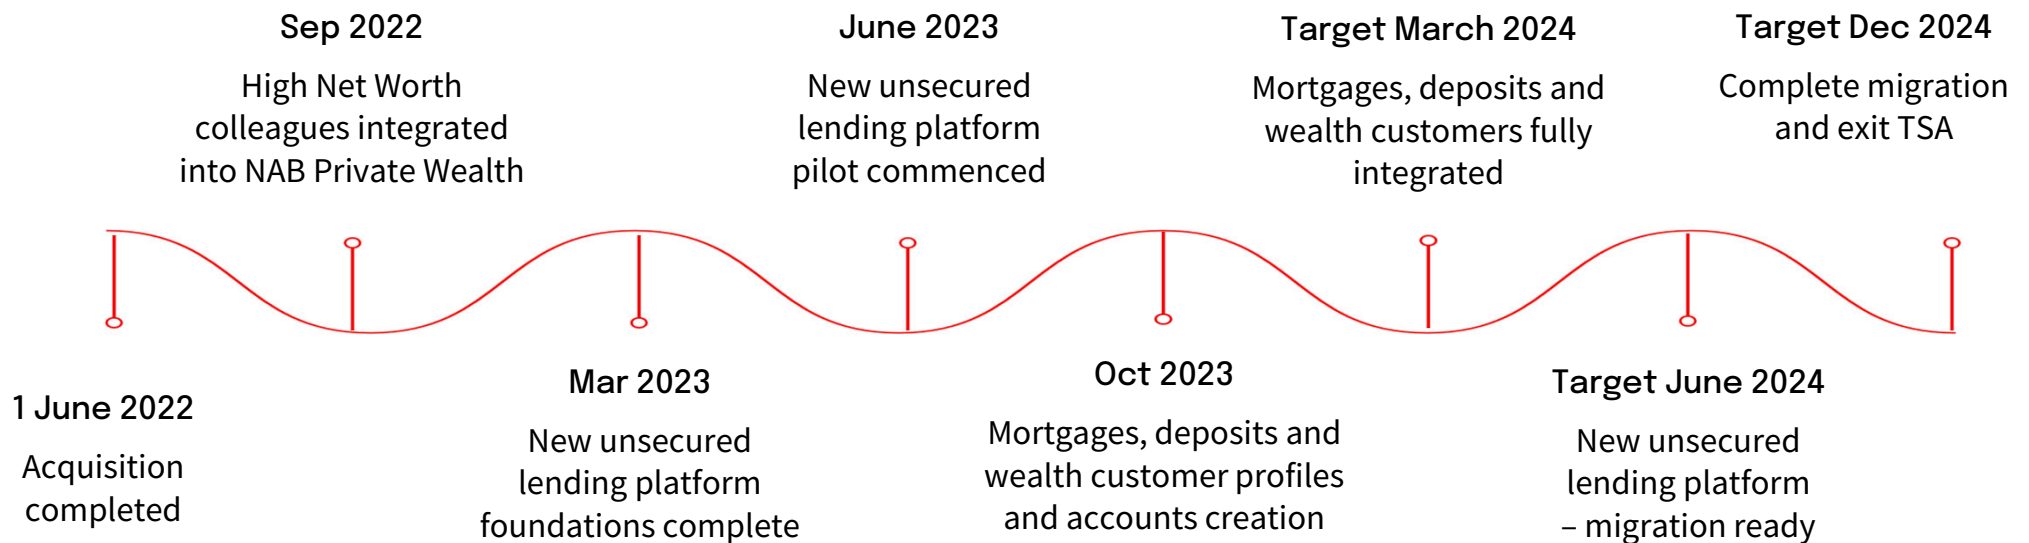 Sep 2022
High Net Worth
colleagues integrated
into NAB Private Wealth
June 2023
New unsecured
lending platform
pilot commenced
Target March 2024
Mortgages, deposits and
wealth customers fully
integrated
Target Dec 2024
Complete migration
and exit TSA
1 June 2022
Acquisition
completed
Mar 2023
New unsecured
lending platform
foundations complete
Oct 2023
Mortgages, deposits and
wealth customer profiles
and accounts creation
Target June 2024
New unsecured
lending platform
– migration ready